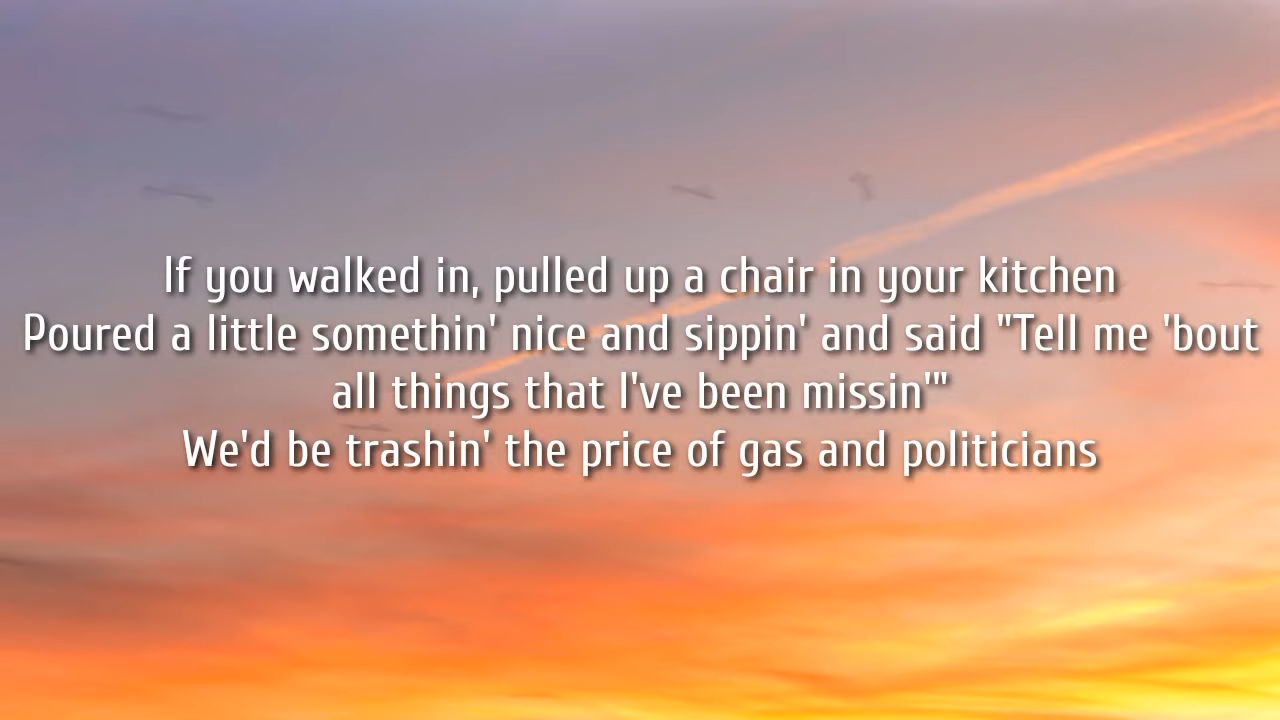 If you walked in, pulled up a chair in your kitchen
Poured a little somethin' nice and sippin' and said "Tell me 'bout
all things that I've been missin'"
We'd be trashin' the price of gas and politicians